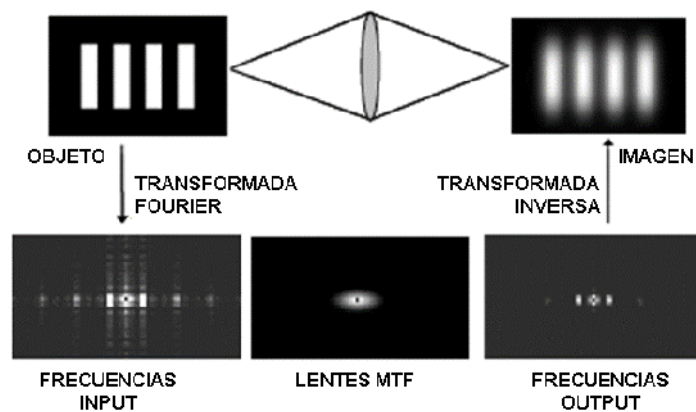 OBJETO
TRANSFORMADA
FOURIER
IMAGEN
TRANSFORMADA
INVERSA
FRECUENCIAS
INPUT
LENTES MTF
FRECUENCIAS
OUTPUT